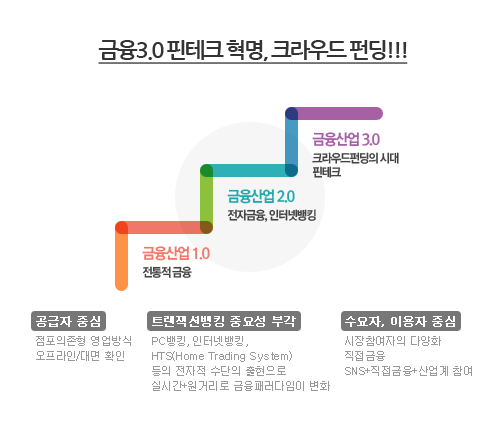 금융3.0 핀테크 혁명, 크라우드 펀딩!!!
금융산업 3.0
크라우드펀딩의 시대
핀테크
금융산업 2.0
전자금융, 인터넷뱅킹
금융산업 1.0
전통적 금융
공급자 중심
점포의존형 영업방식
오프라인/대면 확인
트랜잭션뱅킹 중요성 부각
PC뱅킹, 인터넷뱅킹,
HTS(Home Trading System)
등의 전자적 수단의 출현으로
실시간+원거리로 금융패러다임이 변화
수요자, 이용자 중심
시장참여자의 다양화
직접금융
SNS+직접금융+산업계 참여